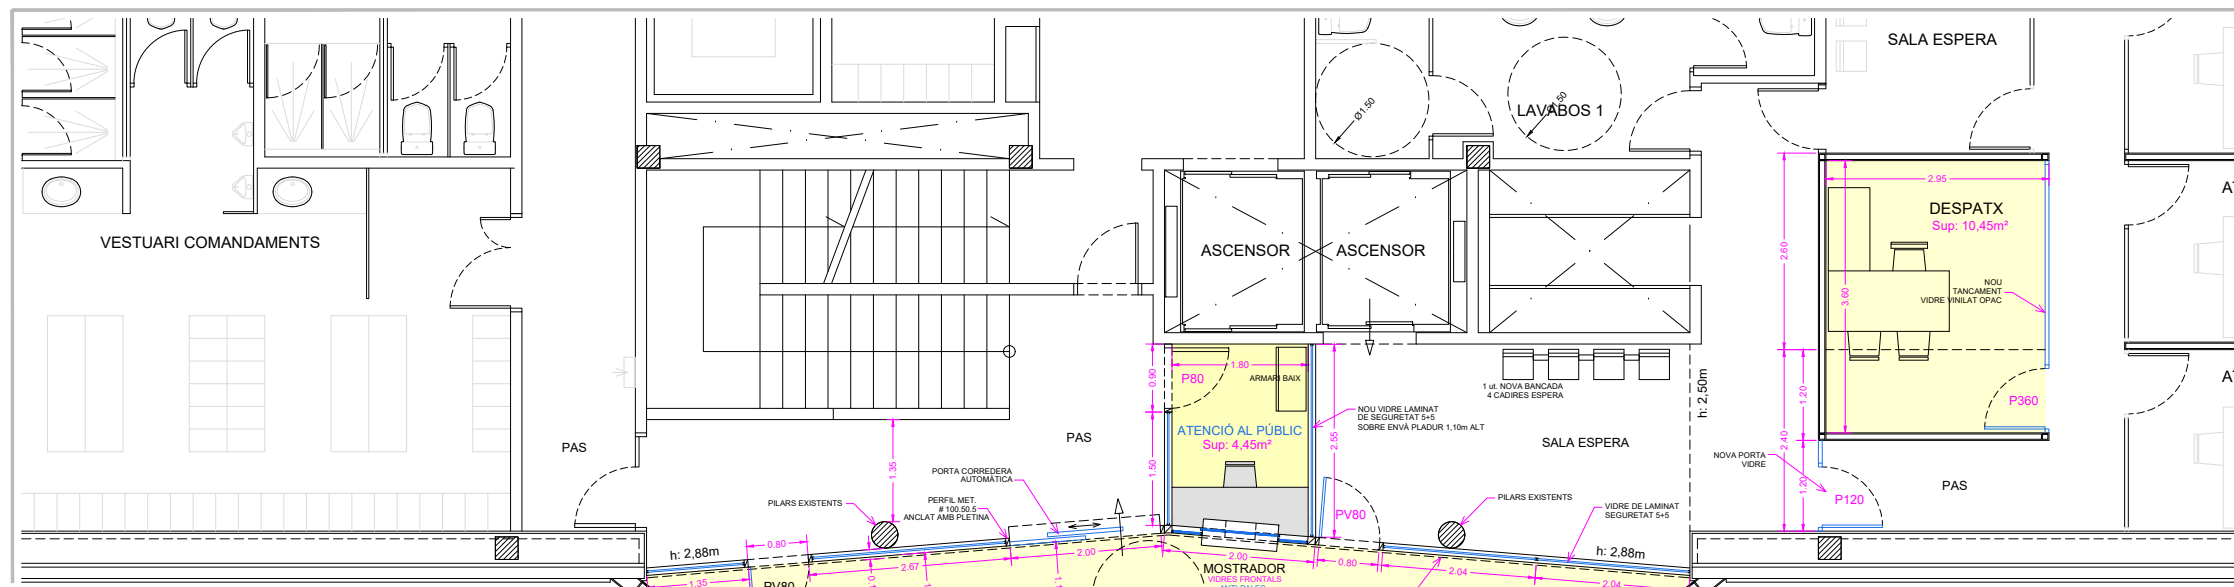 SALA ESPERA
Ø1.50
LAVABOS 1
2.95
DESPATX
Sup: 10,45m²
VESTUARI COMANDAMENTS
ASCENSOR
ASCENSOR
2.60
3.60
NOU
TANCAMENT
VIDRE VINILAT OPAC
0.90
1.80
P80
ARMARI BAIX
1 ut. NOVA BANCADA
4 CADIRES ESPERA
h: 2,50m
1.20
P360
NOU VIDRE LAMINAT
DE SEGURETAT 5+5
SOBRE ENVÀ PLADUR 1,10m ALT
ATENCIÓ AL PÚBLIC
Sup: 4,45m²
2.55
2.40
PAS
PAS
SALA ESPERA
1.35
1.50
NOVA PORTA
VIDRE
PORTA CORREDERA
AUTOMÀTICA
1.20
PAS
P120
PILARS EXISTENTS
PERFIL MET.
# 100.50.5
ANCLAT AMB PLETINA
PV80
PILARS EXISTENTS
VIDRE DE LAMINAT
SEGURETAT 5+5
h: 2,88m
0.80
2.00
2.00
0.80
h: 2,88m
2.67
MOSTRADOR
2.04
2.04
1.35
PV80
VIDRES FRONTALS